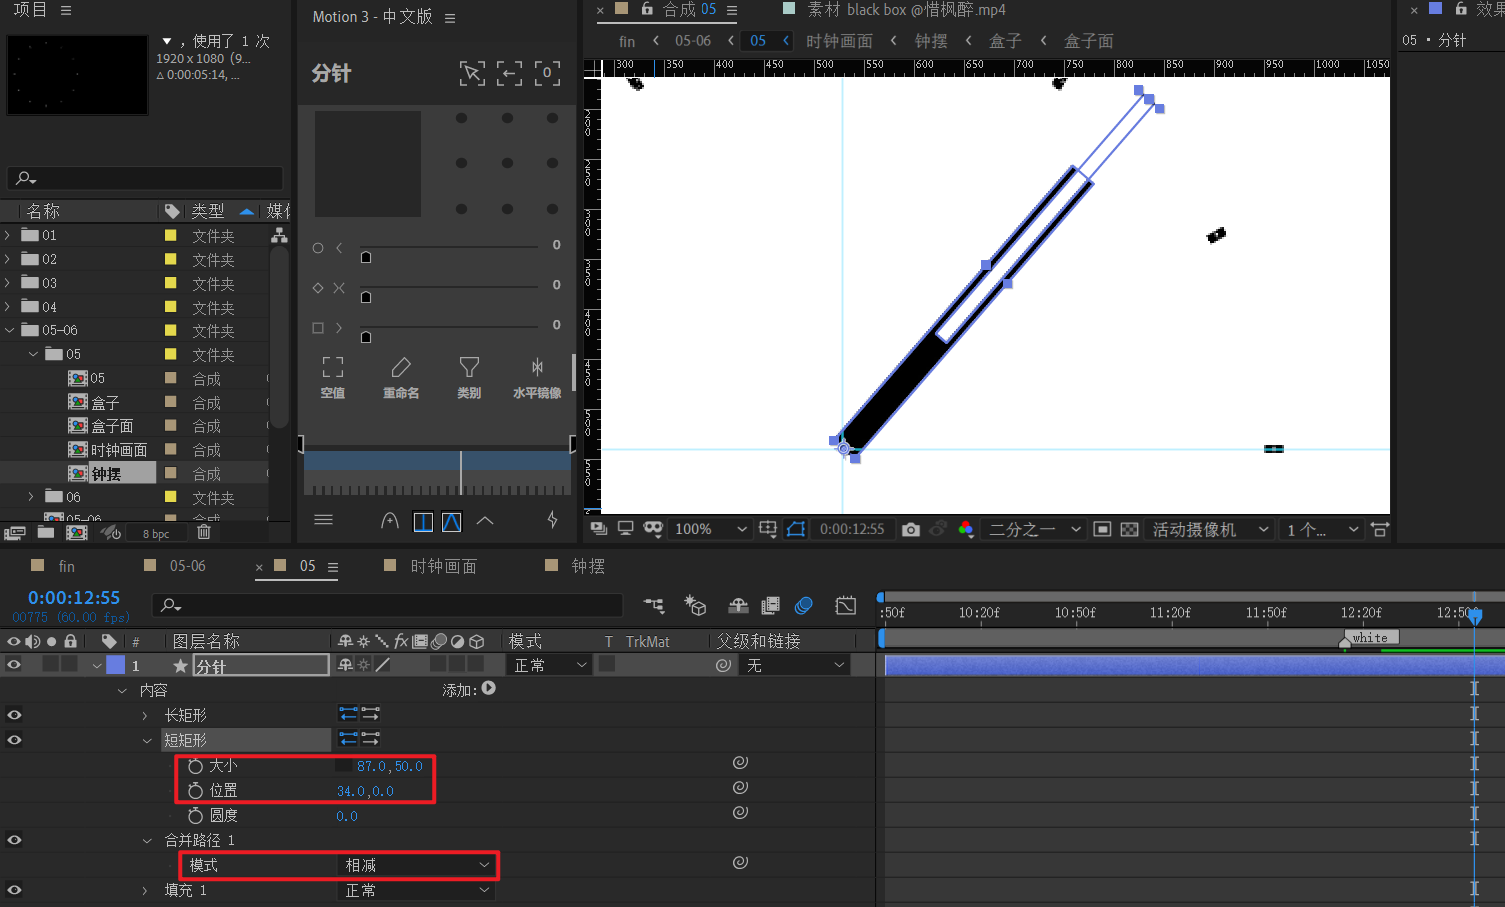 项目
，使用了 1 次
1920 x 1080 (9...
△ 0:00:05:14, ...
名称
类型
01
文件夹
02
文件夹
03
文件夹
04
文件夹
05-06
文件夹
05
文件夹
05
合成
盒子
合成
盒子面
合成
时钟画面
合成
钟摆
合成
06
文件夹
05-06
合成
8 bpc
Motion 3 - 中文版
分针
0
0
0
空值
重命名
类别
水平镜像
合成 05
素材 black box @惜枫醉.mp4
fin
05-06
05
时钟画面
钟摆
盒子
盒子面
300 350 400 450 500 550 600 650 700 750 800 850 900 950 1000 1050
100%
0:00:12:55
二分之一
活动摄像机
1 个...
05 · 分针
fin
05-06
05
时钟画面
钟摆
0:00:12:55
00775 (60.00 fps)
:50f 10:20f 10:50f 11:20f 11:50f 12:20f 12:50
white
#
图层名称
模式
T TrkMat
父级和链接
1
分针
正常
无
内容
添加:
长矩形
短矩形
大小
87.0,50.0
位置
34.0,0.0
圆度
0.0
合并路径 1
模式
相减
填充 1
正常